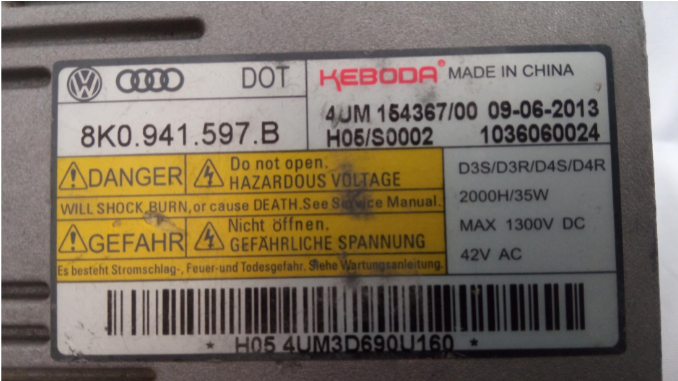 DOT KEBODA MADE IN CHINA
8K0.941.597.B
4UM 154367/00 09-06-2013
H05/S0002 1036060024
DANGER Do not open. HAZARDOUS VOLTAGE
WILL SHOCK, BURN, or cause DEATH. See Service Manual.
GEFAHR Nicht öffnen. GEFÄHRLICHE SPANNUNG
Es besteht Stromschlag-, Feuer-und Todesgefahr. Siehe Wartungsanleitung.
D3S/D3R/D4S/D4R
2000H/35W
MAX 1300V DC
42V AC
* H05 4UM3D690U160 *